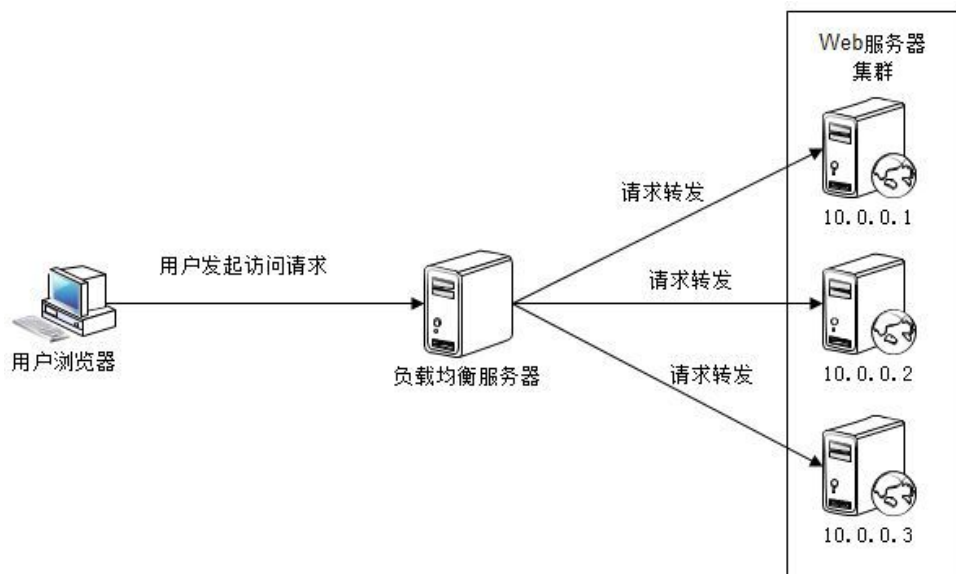 Web服务器
集群
请求转发
10.0.0.1
用户发起访问请求
请求转发
用户浏览器
负载均衡服务器
请求转发
10.0.0.2
10.0.0.3